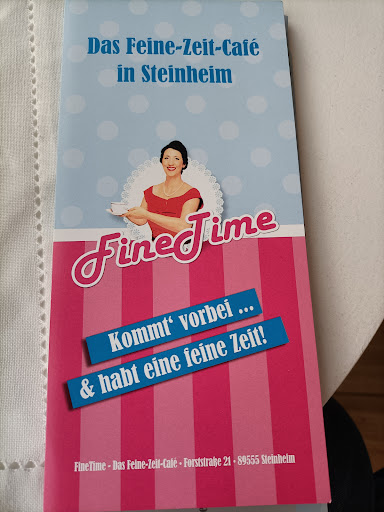 Das Feine-Zeit-Café
in Steinheim
FineTime
Kommt' vorbei ...
& habt eine feine Zeit!
FineTime - Das Feine-Zeit-Café - Forststraße 21 - 89555 Steinheim